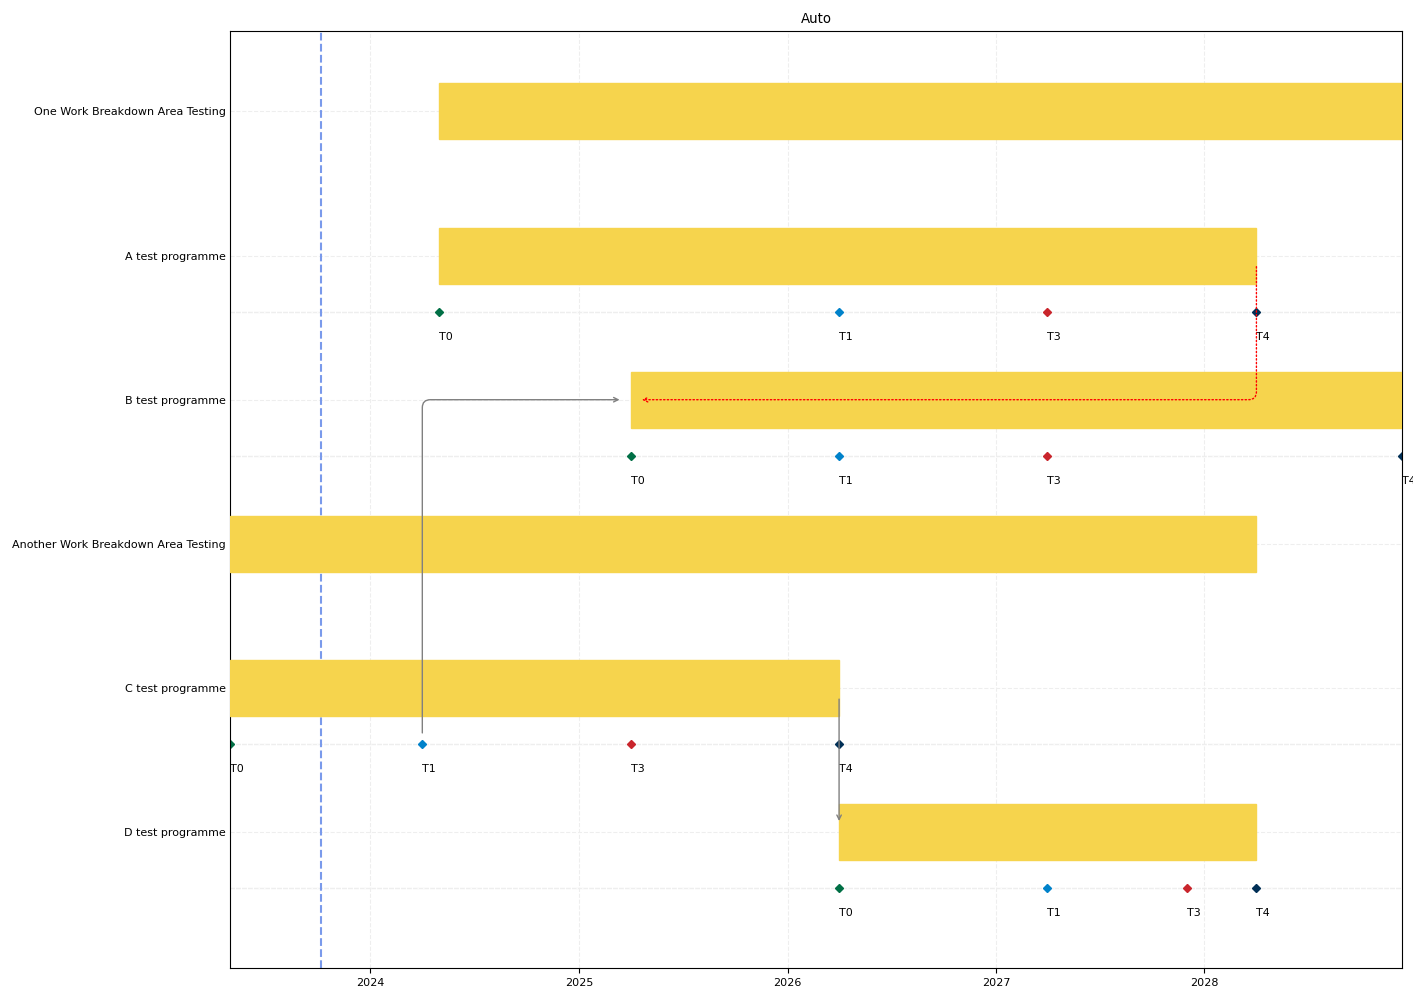 Auto
One Work Breakdown Area Testing
A test programme
T0 T1 T3 T4
B test programme
T0 T1 T3 T4
Another Work Breakdown Area Testing
C test programme
T0 T1 T3 T4
D test programme
T0 T1 T3 T4
2024 2025 2026 2027 2028